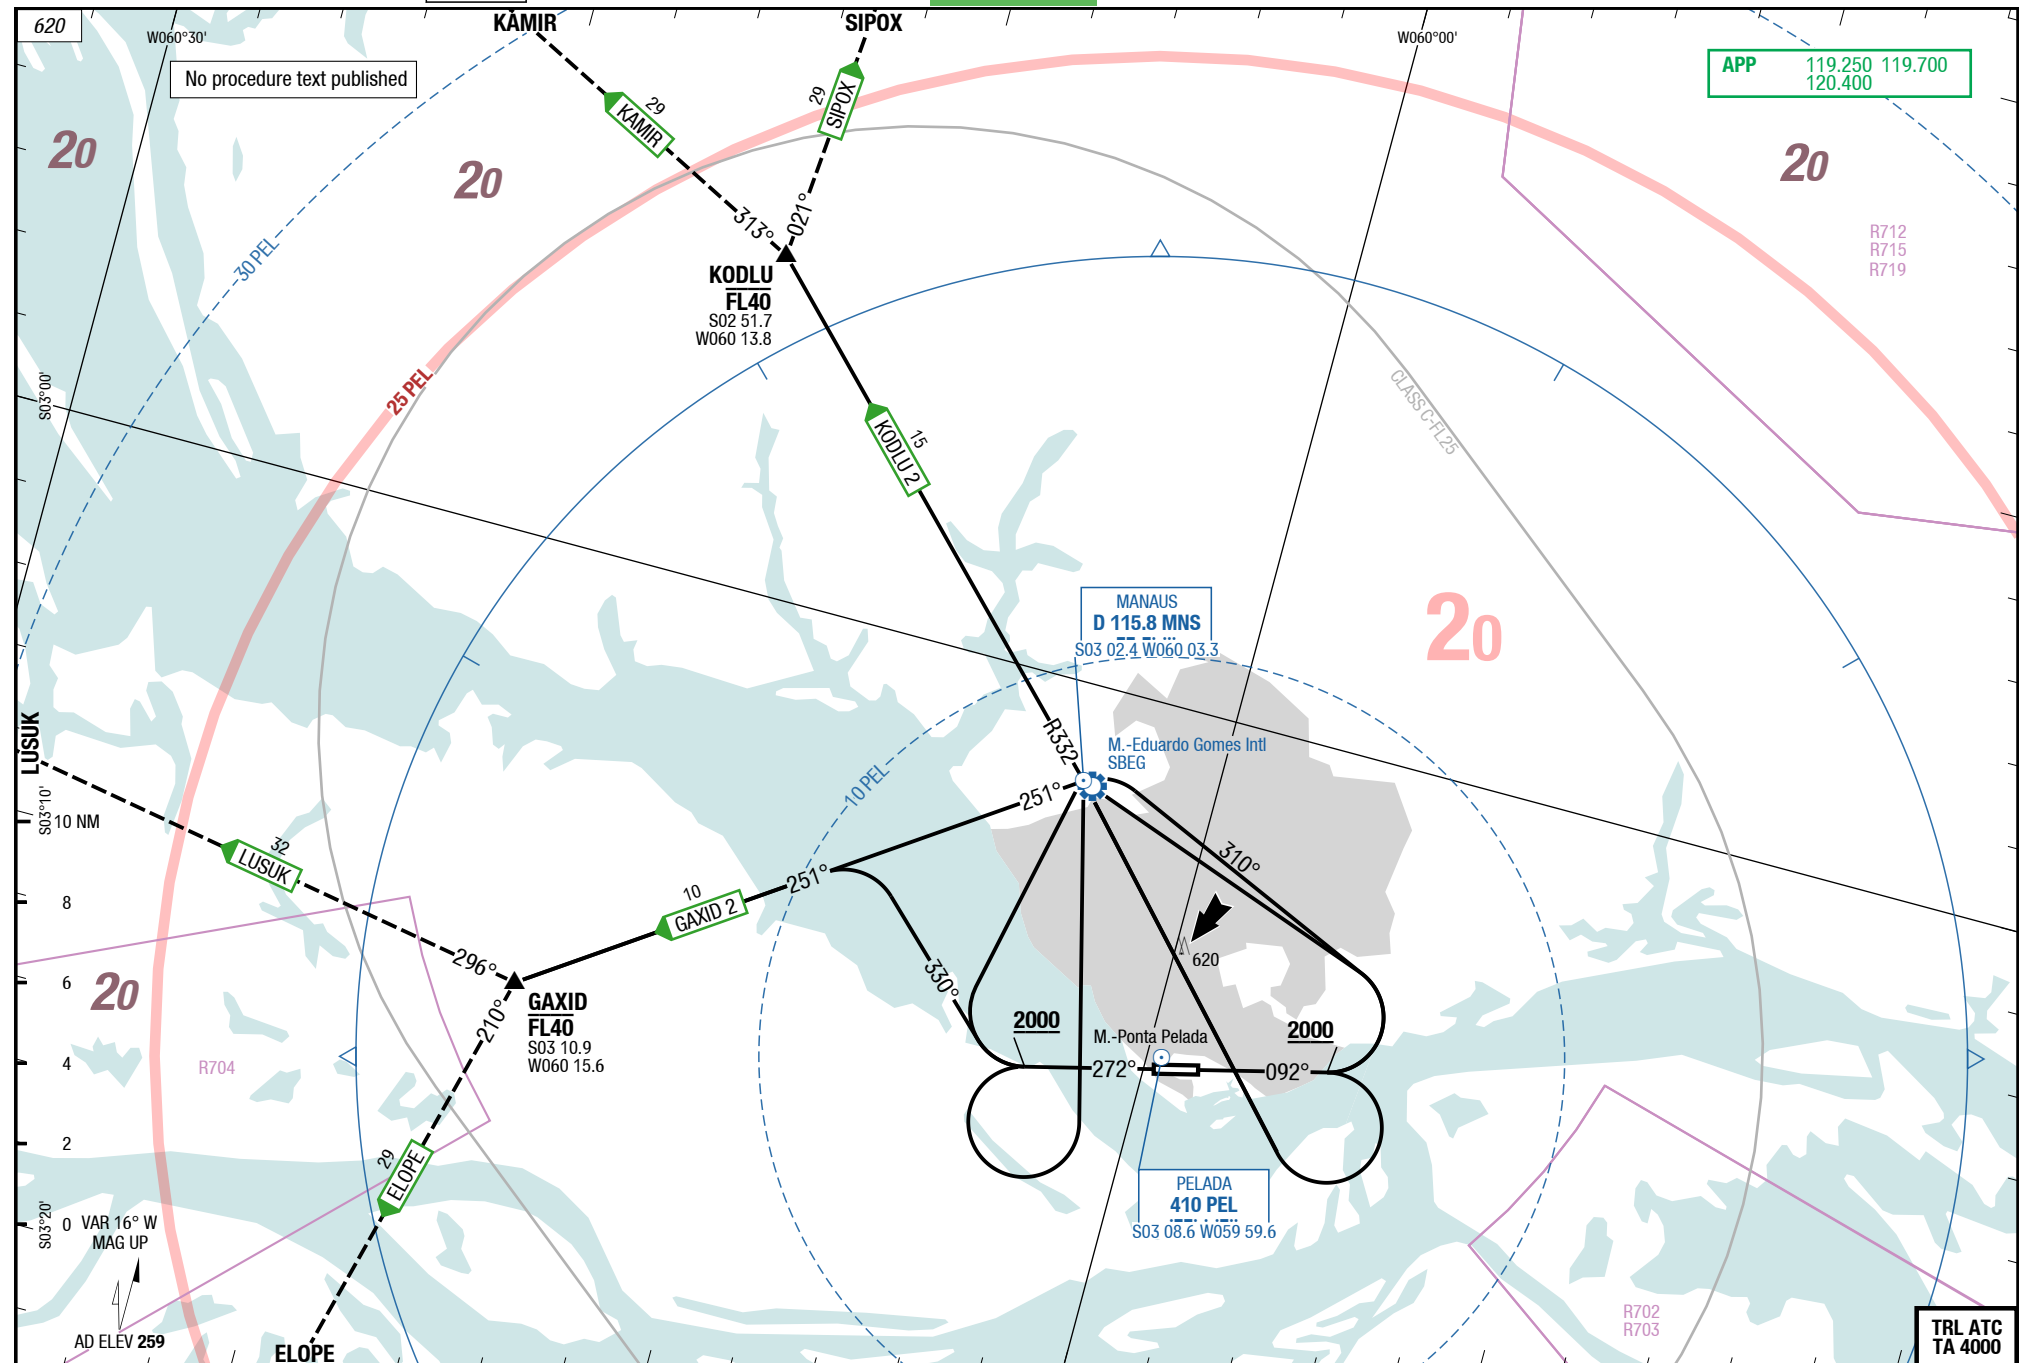 620
KAMIR
SIPOX
W060°30'
W060°00'
No procedure text published
APP 119.250 119.700
120.400
29
KAMIR
29
SIPOX
20
20
20
R712
R715
R719
313°
021°
30 PEL
KODLU
FL40
S02 51.7
W060 13.8
25 PEL
S03°00'
CLASS C-FL25
15
KODLU 2
MANAUS
D 115.8 MNS
S03 02.4 W060 03.3
20
LUSUK
R332
M.-Eduardo Gomes Intl
SBEG
10 PEL
251°
S03°10'
10 NM
32
LUSUK
310°
251°
8
10
GAXID 2
296°
330°
620
6
20
GAXID
FL40
S03 10.9
W060 15.6
210°
2000
2000
M.-Ponta Pelada
4
R704
272°
092°
2
29
ELOPE
PELADA
410 PEL
S03 08.6 W059 59.6
S03°20'
0
VAR 16° W
MAG UP
R702
R703
AD ELEV 259
ELOPE
TRL ATC
TA 4000